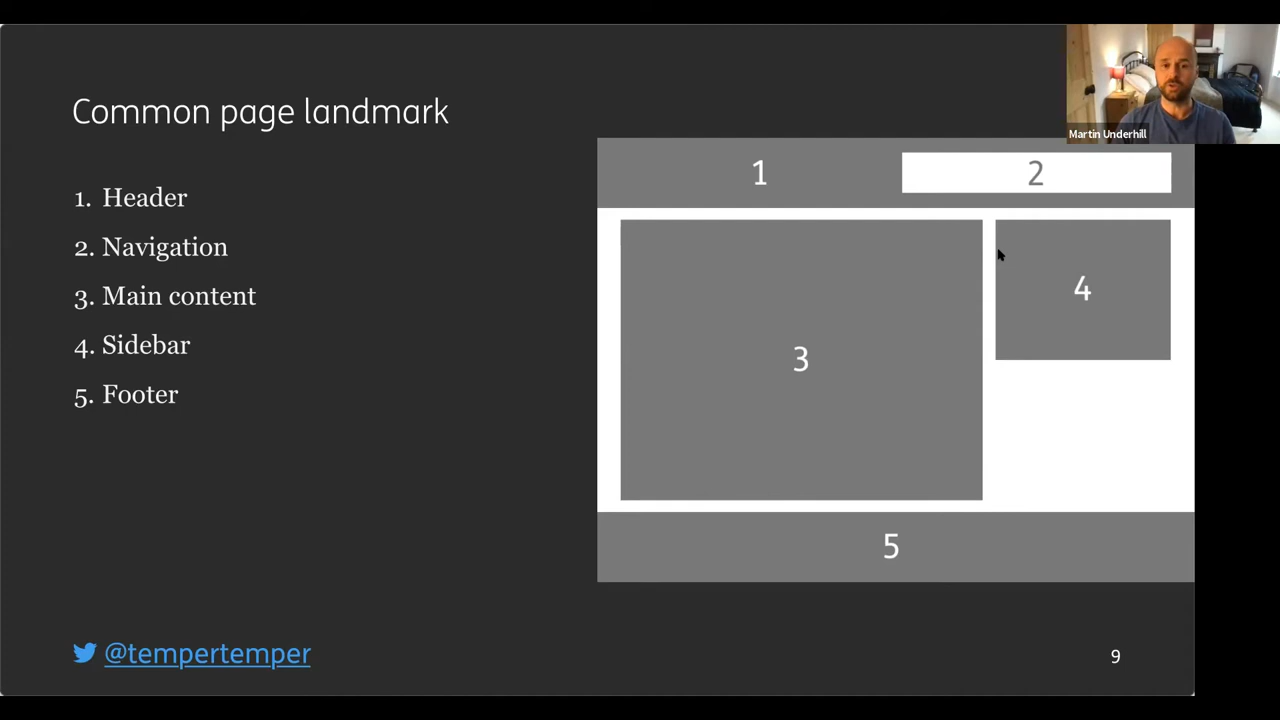 Common page landmark
1. Header
2. Navigation
3. Main content
4. Sidebar
5. Footer
1
2
3
4
5
Martin Underhill
@tempertemper
9